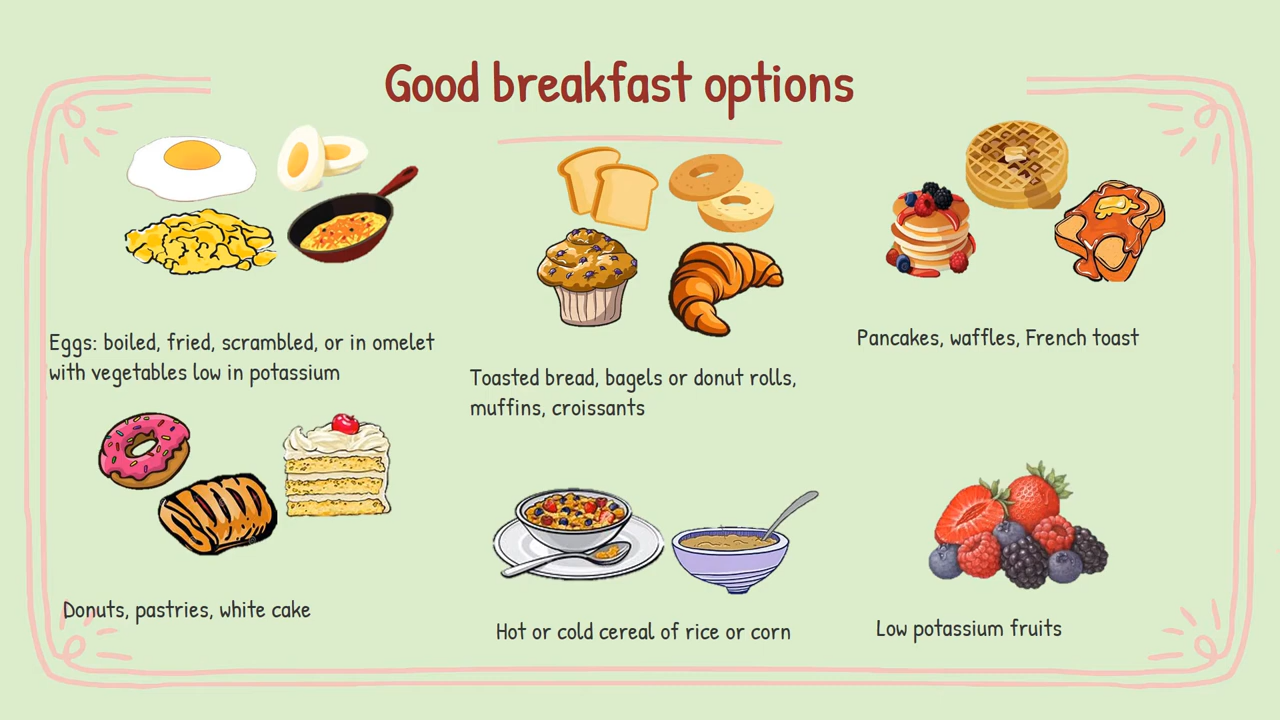 Good breakfast options
Eggs: boiled, fried, scrambled, or in omelet
with vegetables low in potassium
Toasted bread, bagels or donut rolls,
muffins, croissants
Pancakes, waffles, French toast
Donuts, pastries, white cake
Hot or cold cereal of rice or corn
Low potassium fruits